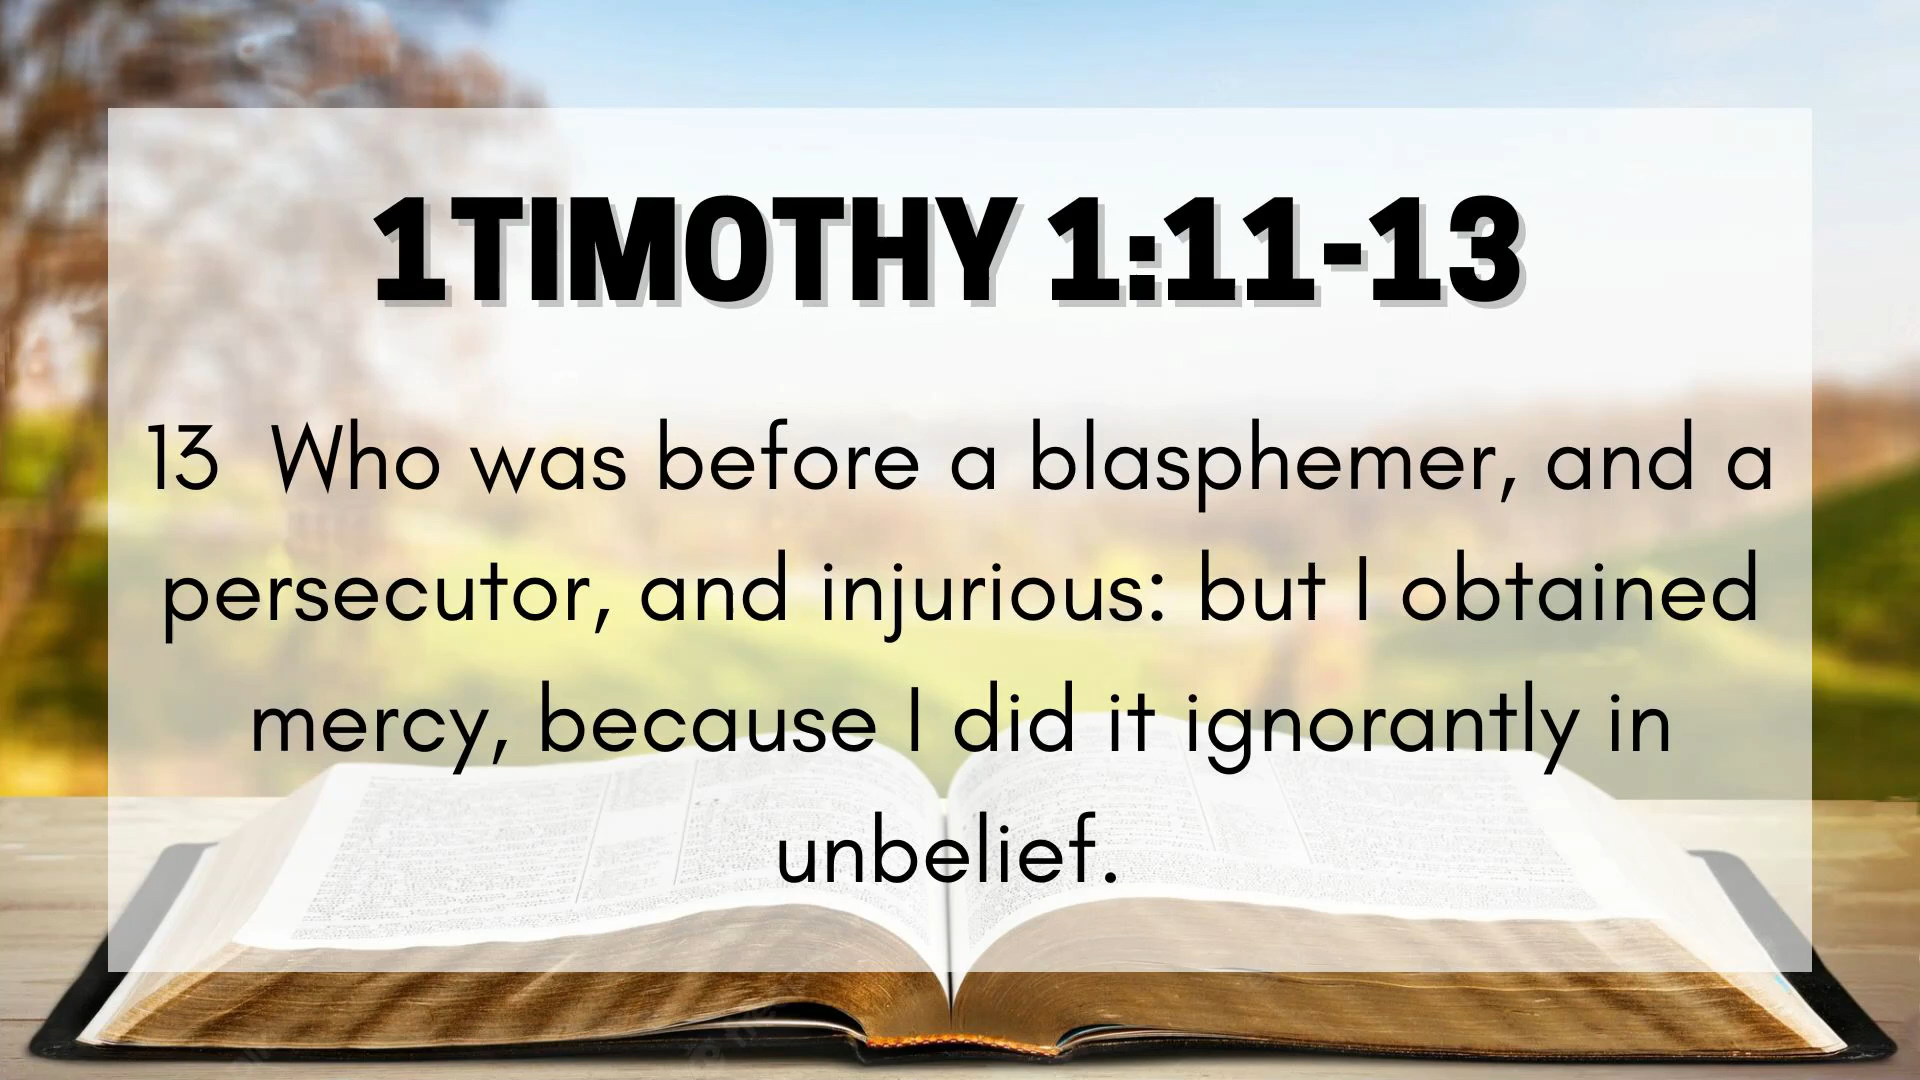 1TIMOTHY 1:11-13
13 Who was before a blasphemer, and a
persecutor, and injurious: but I obtained
mercy, because I did it ignorantly in
unbelief.